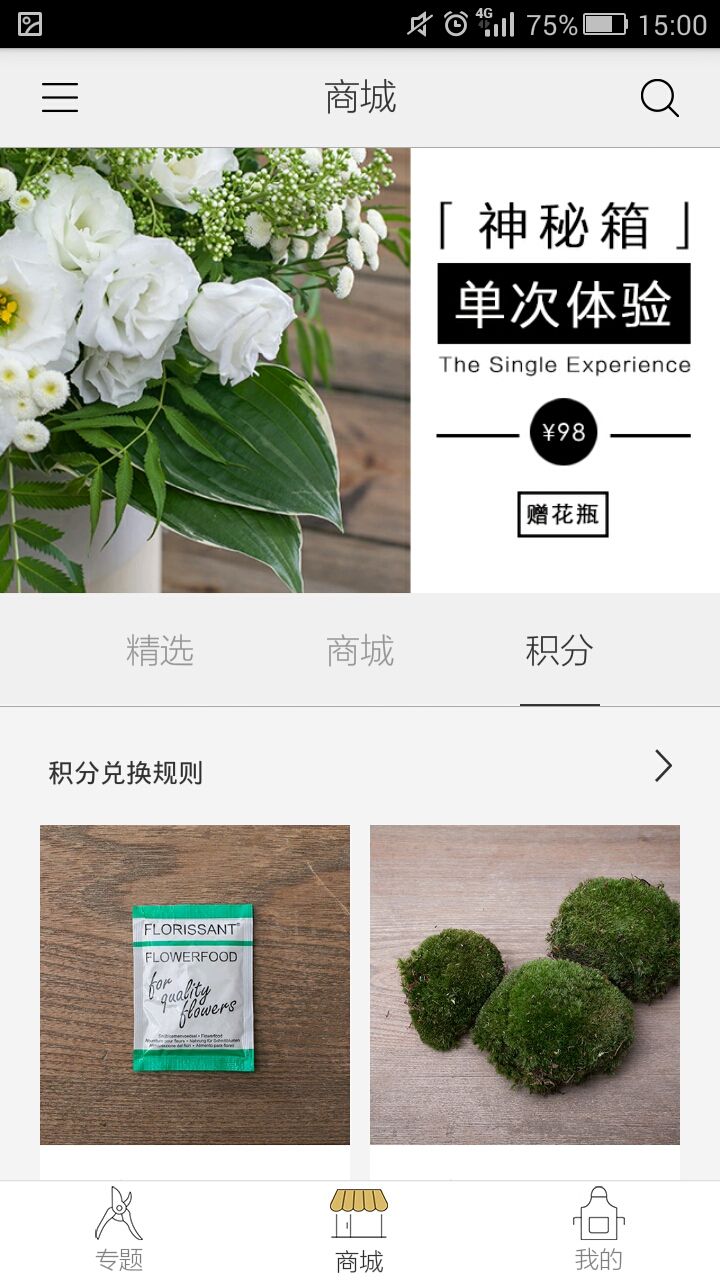 4G 75% 15:00
商城
「神秘箱」
单次体验
The Single Experience
¥98
赠花瓶
精选 商城 积分
积分兑换规则
FLORISSANT®
FLOWERFOOD
for
quality
flowers
专题 商城 我的